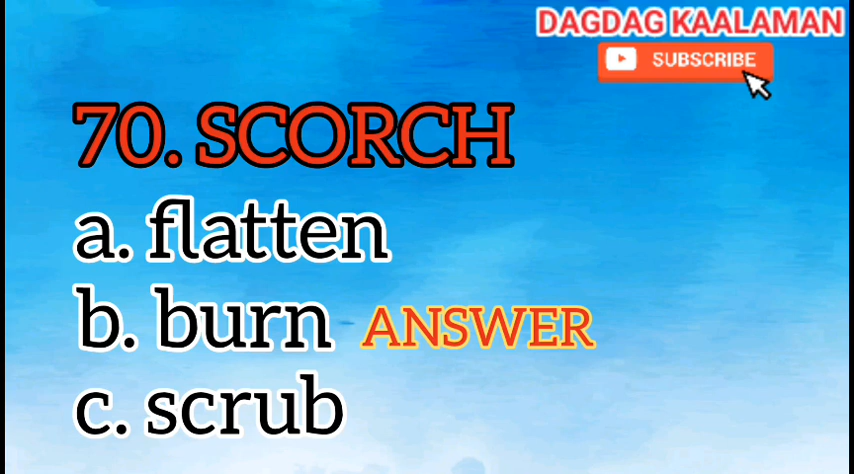 DAGDAG KAALAMAN
SUBSCRIBE
70. SCORCH
a. flatten
b. burn ANSWER
c. scrub